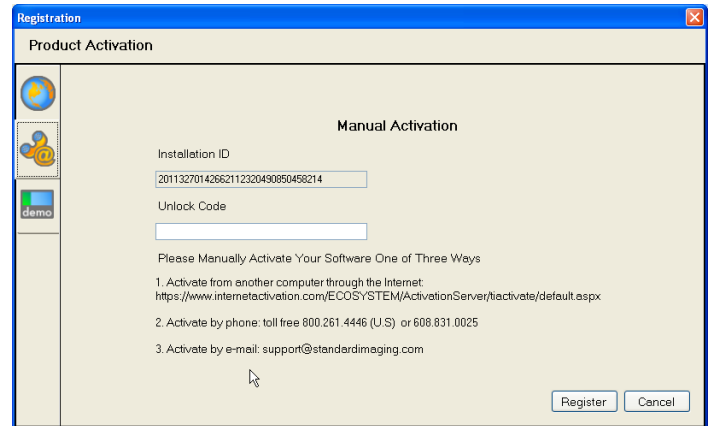 Registration
Product Activation
Manual Activation
Installation ID
20113270142662112320490850458214
Unlock Code
Please Manually Activate Your Software One of Three Ways
1. Activate from another computer through the Internet:
https://www.internetactivation.com/ECOSYSTEM/ActivationServer/tiactivate/default.aspx
2. Activate by phone: toll free 800.261.4446 (U.S) or 608.831.0025
3. Activate by e-mail: support@standardimaging.com
demo
Register Cancel